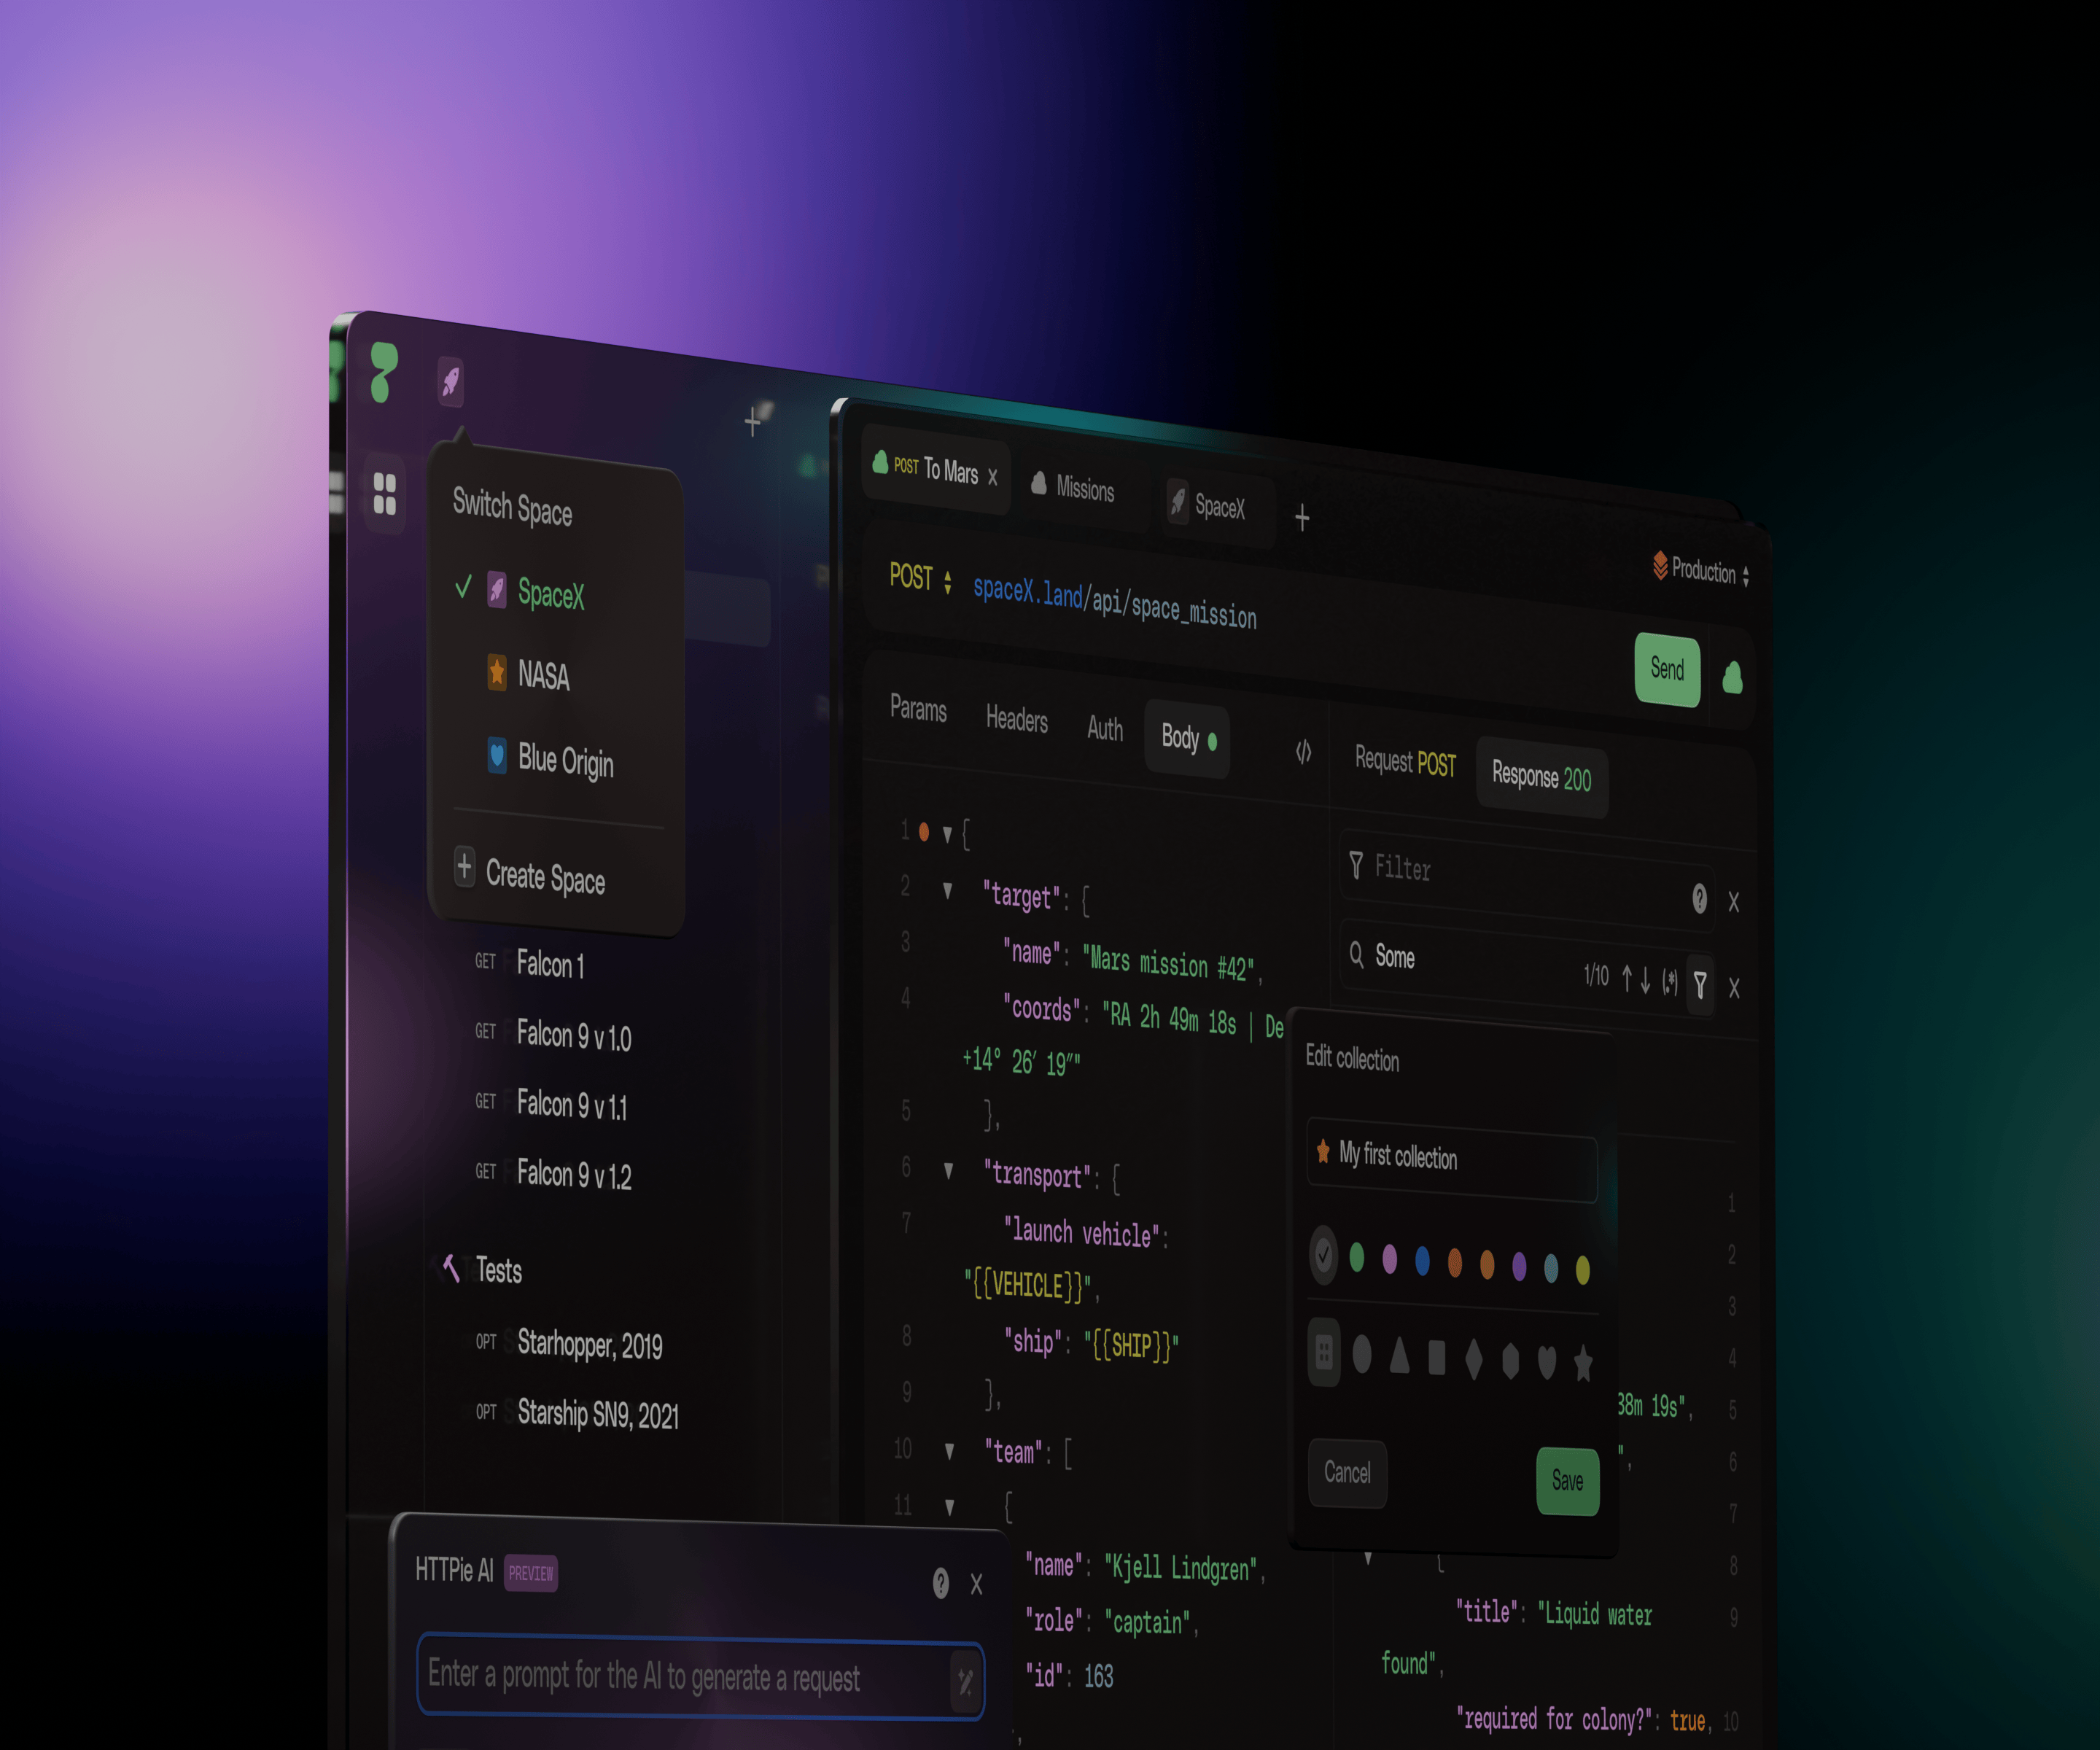 Switch Space
SpaceX
NASA
Blue Origin
Create Space
GET Falcon 1
GET Falcon 9 v 1.0
GET Falcon 9 v 1.1
GET Falcon 9 v 1.2
Tests
OPT Starhopper, 2019
OPT Starship SN9, 2021
HTTPie AI PREVIEW
Enter a prompt for the AI to generate a request
POST To Mars
Missions
SpaceX
Production
POST spaceX.land/api/space_mission
Send
Params Headers Auth Body
1 {
2 "target": {
3 "name": "Mars mission #42",
4 "coords": "RA 2h 49m 18s | De
+14° 26′ 19″"
5 },
6 "transport": {
7 "launch vehicle":
"{{VEHICLE}}",
8 "ship": "{{SHIP}}"
9 },
10 "team": [
11 {
"name": "Kjell Lindgren",
"role": "captain",
"id": 163
,
Request POST
Response 200
Filter
Some 1/10 (.*)
Edit collection
My first collection
Cancel
Save
1
2
3
4
38m 19s", 5
", 6
7
{ 8
"title": "Liquid water 9
found",
"required for colony?": true, 10